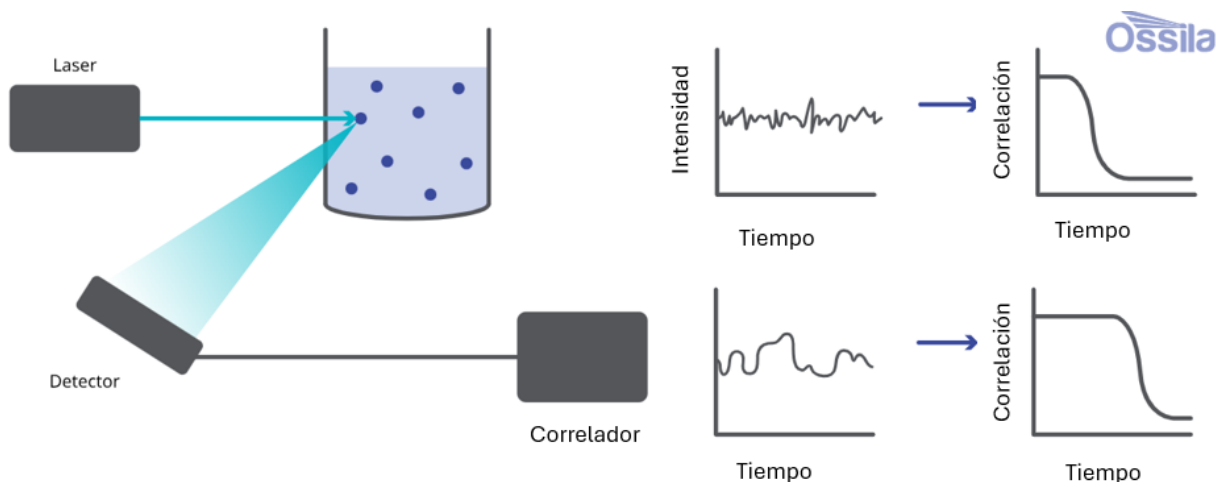 Laser
Detector
Correlador
Ossila
Intensidad
Tiempo
Correlación
Tiempo
Tiempo
Correlación
Tiempo